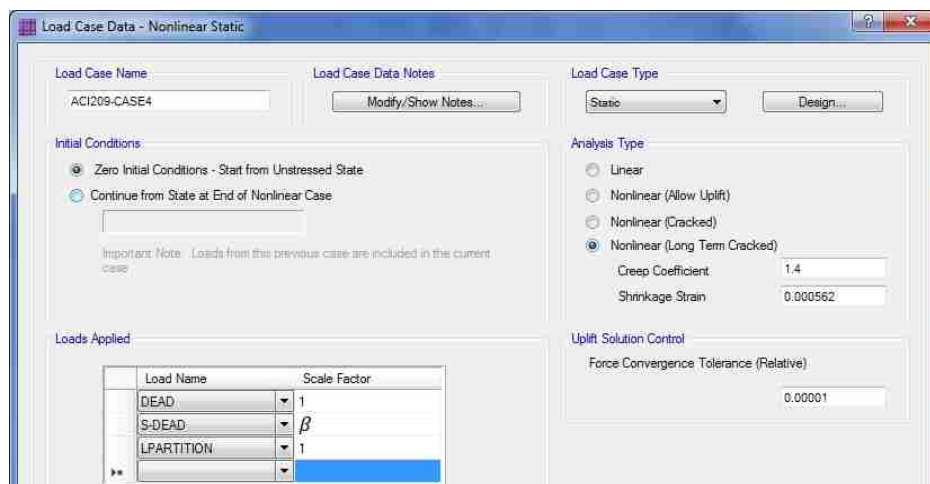 Load Case Data - Nonlinear Static
Load Case Name
ACI209-CASE4
Load Case Data Notes
Modify/Show Notes...
Load Case Type
Static
Design...
Initial Conditions
Zero Initial Conditions - Start from Unstressed State
Continue from State at End of Nonlinear Case
Important Note: Loads from this previous case are included in the current
case
Analysis Type
Linear
Nonlinear (Allow Uplift)
Nonlinear (Cracked)
Nonlinear (Long Term Cracked)
Creep Coefficient 1.4
Shrinkage Strain 0.000562
Loads Applied
Load Name Scale Factor
DEAD 1
S-DEAD β
LPARTITION 1
Uplift Solution Control
Force Convergence Tolerance (Relative)
0.00001